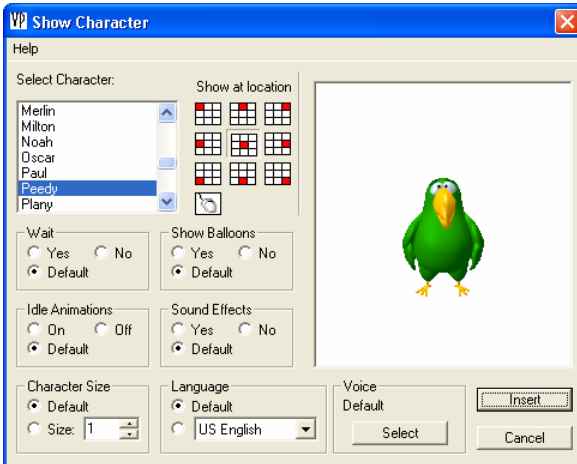 VP Show Character
Help
Select Character:
Show at location
Merlin
Milton
Noah
Oscar
Paul
Peedy
Plany
Wait
Yes No
Default
Show Balloons
Yes No
Default
Idle Animations
On Off
Default
Sound Effects
Yes No
Default
Character Size
Default
Size: 1
Language
Default
US English
Voice
Default
Select
Insert
Cancel